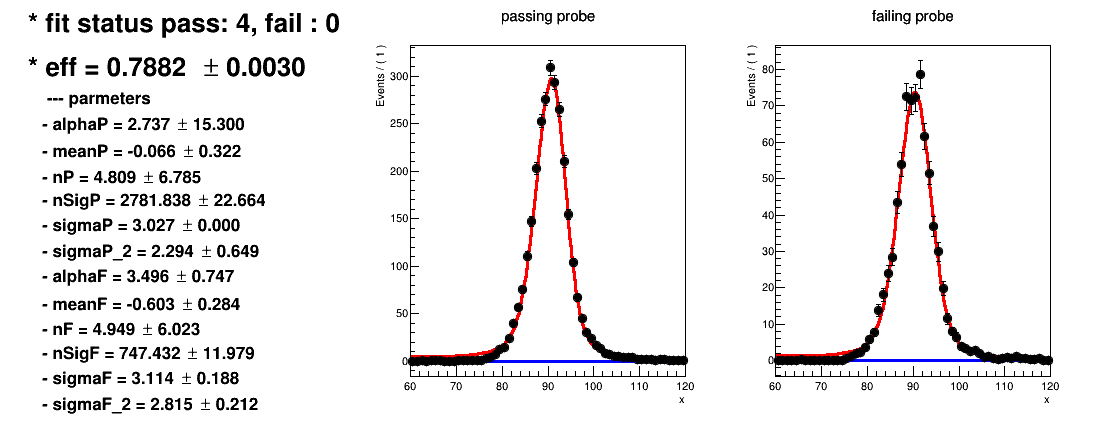 * fit status pass: 4, fail : 0
* eff = 0.7882 ± 0.0030
--- parmeters
- alphaP = 2.737 ± 15.300
- meanP = -0.066 ± 0.322
- nP = 4.809 ± 6.785
- nSigP = 2781.838 ± 22.664
- sigmaP = 3.027 ± 0.000
- sigmaP_2 = 2.294 ± 0.649
- alphaF = 3.496 ± 0.747
- meanF = -0.603 ± 0.284
- nF = 4.949 ± 6.023
- nSigF = 747.432 ± 11.979
- sigmaF = 3.114 ± 0.188
- sigmaF_2 = 2.815 ± 0.212
passing probe
Events / ( 1 )
300
250
200
150
100
50
0
60 70 80 90 100 110 120
x
failing probe
Events / ( 1 )
80
70
60
50
40
30
20
10
0
60 70 80 90 100 110 120
x